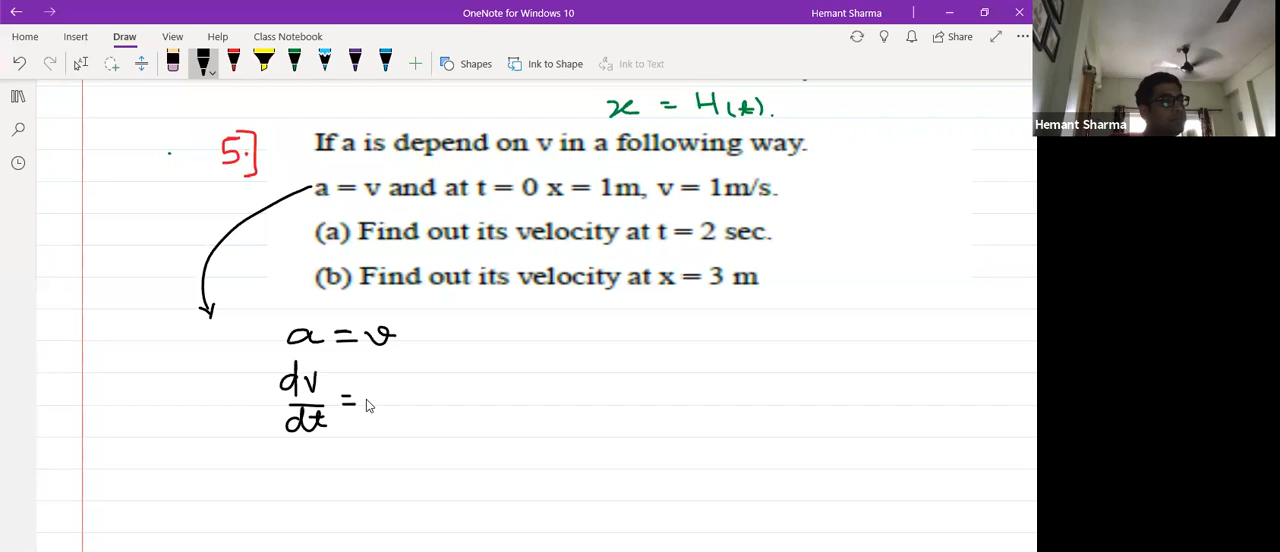 OneNote for Windows 10
Hemant Sharma
Home Insert Draw View Help Class Notebook
Share
Shapes Ink to Shape Ink to Text
x = H(t).
5.]
If a is depend on v in a following way.
a = v and at t = 0 x = 1m, v = 1m/s.
(a) Find out its velocity at t = 2 sec.
(b) Find out its velocity at x = 3 m
a = v
dv/dt =
Hemant Sharma